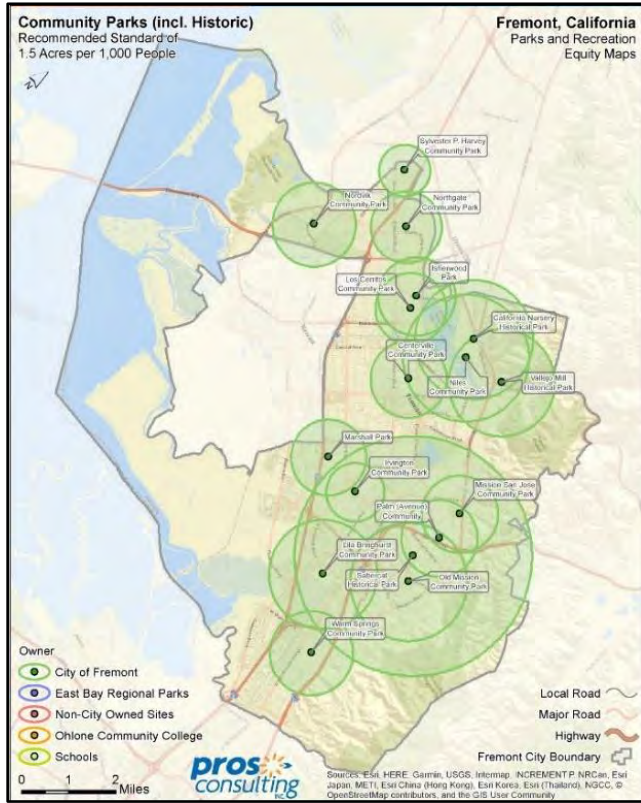 Community Parks (incl. Historic)
Recommended Standard of
1.5 Acres per 1,000 People
Fremont, California
Parks and Recreation
Equity Maps
Sylvester P. Harvey
Community Park
Nordvik
Community Park
Northgate
Community Park
Isherwood
Park
Los Cerritos
Community Park
California Nursery
Historical Park
Centerville
Community Park
Niles
Community Park
Vallejo Mill
Historical Park
Marshall Park
Irvington
Community Park
Mission San Jose
Community Park
Palm (Avenue)
Community
Lila Bringhurst
Community Park
Sabercat
Historical Park
Old Mission
Community Park
Warm Springs
Community Park
Owner
City of Fremont
East Bay Regional Parks
Non-City Owned Sites
Ohlone Community College
Schools
0 1 2
Miles
pros
consulting
INC.
Local Road
Major Road
Highway
Fremont City Boundary
Sources: Esri, HERE, Garmin, USGS, Intermap, INCREMENT P, NRCan, Esri
Japan, METI, Esri China (Hong Kong), Esri Korea, Esri (Thailand), NGCC, ©
OpenStreetMap contributors, and the GIS User Community